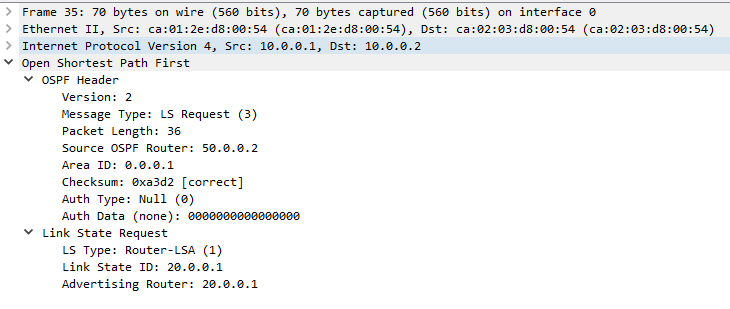 Frame 35: 70 bytes on wire (560 bits), 70 bytes captured (560 bits) on interface 0
Ethernet II, Src: ca:01:2e:d8:00:54 (ca:01:2e:d8:00:54), Dst: ca:02:03:d8:00:54 (ca:02:03:d8:00:54)
Internet Protocol Version 4, Src: 10.0.0.1, Dst: 10.0.0.2
Open Shortest Path First
OSPF Header
Version: 2
Message Type: LS Request (3)
Packet Length: 36
Source OSPF Router: 50.0.0.2
Area ID: 0.0.0.1
Checksum: 0xa3d2 [correct]
Auth Type: Null (0)
Auth Data (none): 0000000000000000
Link State Request
LS Type: Router-LSA (1)
Link State ID: 20.0.0.1
Advertising Router: 20.0.0.1